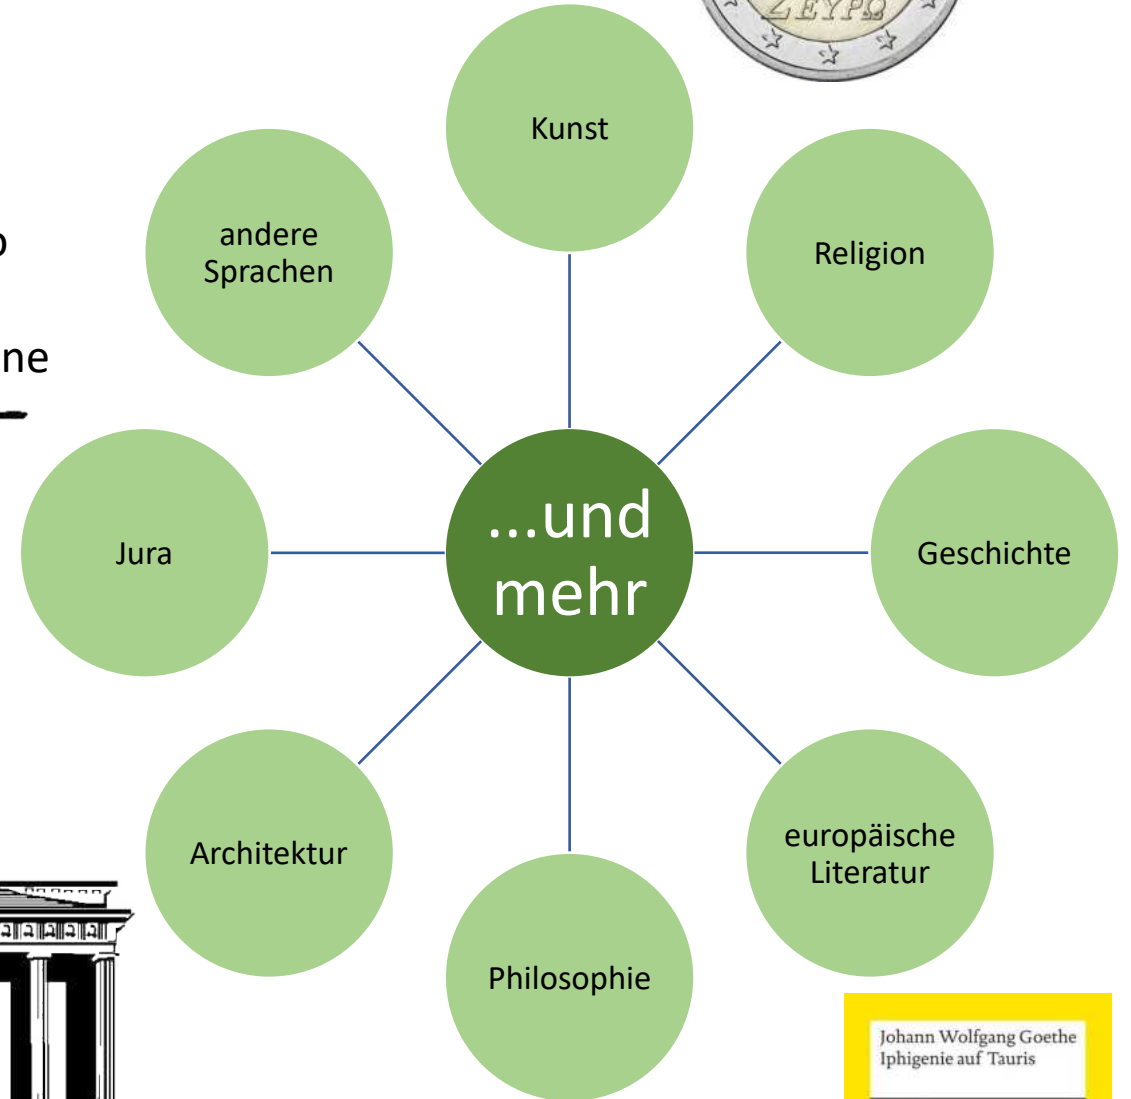 ΖΕΥΡΩ
Kunst
andere
Sprachen
Religion
ne
Jura
...und
mehr
Geschichte
Architektur
europäische
Literatur
Philosophie
Johann Wolfgang Goethe
Iphigenie auf Tauris